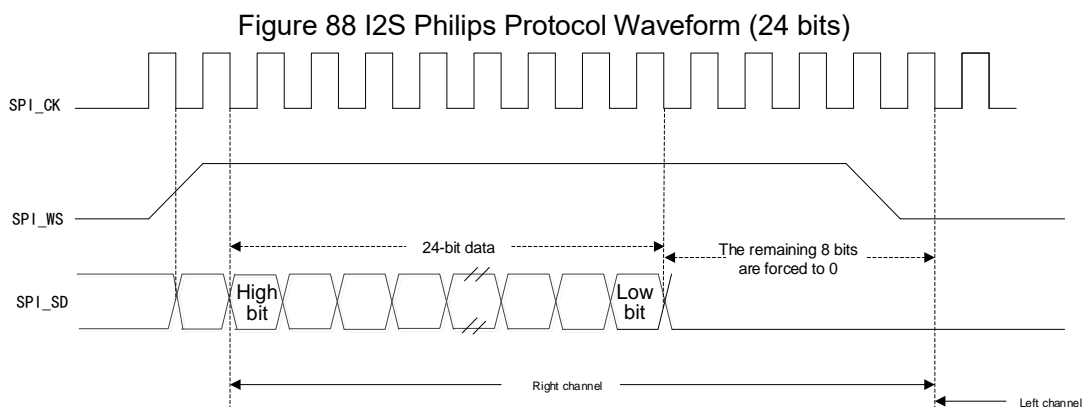 Figure 88 I2S Philips Protocol Waveform (24 bits)
SPI_CK
SPI_WS
24-bit data
The remaining 8 bits
are forced to 0
SPI_SD
High
bit
Low
bit
Right channel
Left channel